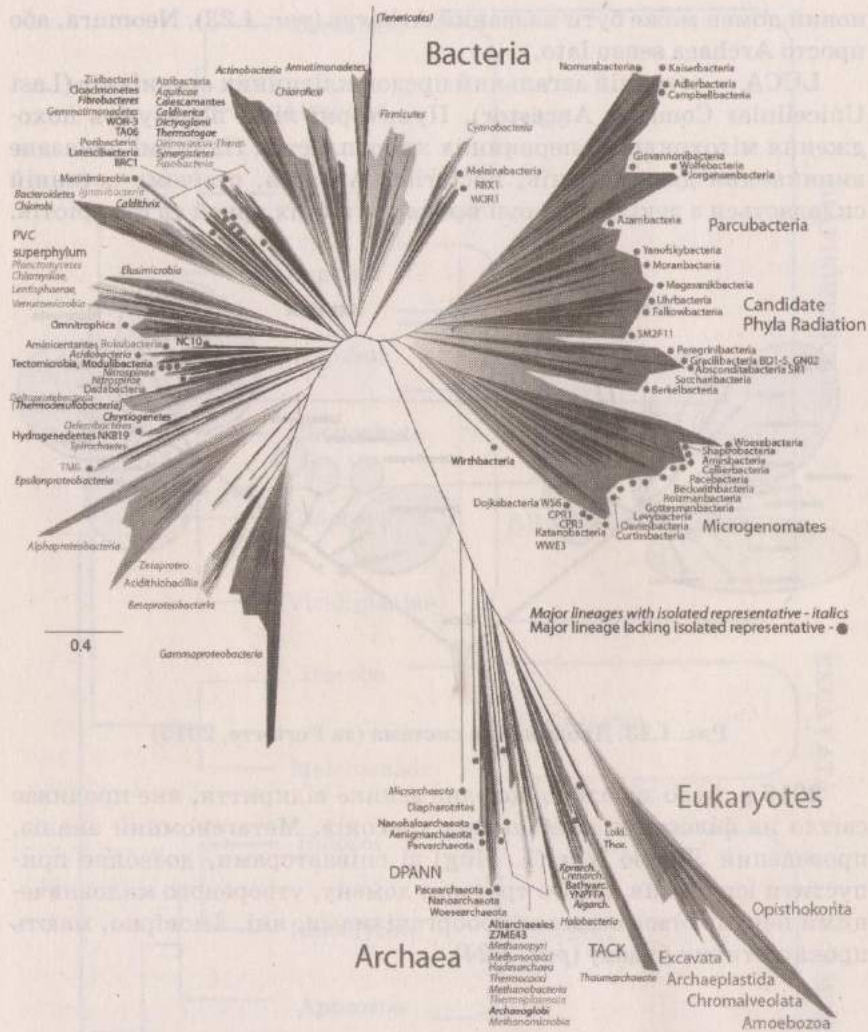 (Tenericutes)
Bacteria
Actinobacteria
Armatimonadetes
Chloroflexi
Firmicutes
Cyanobacteria
Zixibacteria
Cloacimonetes
Fibrobacteres
Gemmatimonadetes
WOR-3
TA06
Poribacteria
Latescibacteria
BRC1
Atribacteria
Aquificae
Calescamantes
Caldiserica
Dictyoglomi
Thermotogae
Deinococcus-Therm.
Synergistetes
Fusobacteria
Melainabacteria
RBX1
WOR1
Marinimicrobia
Ignavibacteria
Bacteroidetes
Chlorobi
Caldithrix
PVC
superphylum
Planctomycetes
Chlamydiae,
Lentisphaerae,
Verrucomicrobia
Elusimicrobia
Omnitrophica
Aminicentantes Rokubacteria
NC10
Acidobacteria
Tectomicrobia, Modulibacteria
Nitrospinae
Nitrospirae
Dadabacteria
Deltaproteobacteria
(Thermodesulfobacteria)
Chrysiogenetes
Deferribacteres
Hydrogenedentes NKB19
Spirochaetes
TM6
Epsilonproteobacteria
Alphaproteobacteria
Zetaproteo.
Acidithiobacillia
Betaproteobacteria
Gammaproteobacteria
0.4
Nomurabacteria
Kaiserbacteria
Adlerbacteria
Campbellbacteria
Giovannonibacteria
Wolfebacteria
Jorgensenbacteria
Azambacteria
Parcubacteria
Yanofskybacteria
Moranbacteria
Magasanikbacteria
Uhrbacteria
Falkowbacteria
Candidate
Phyla Radiation
SM2F11
Peregrinibacteria
Gracilibacteria BD1-5, GN02
Absconditabacteria SR1
Saccharibacteria
Berkelbacteria
Woesebacteria
Shapirobacteria
Amesbacteria
Collierbacteria
Pacebacteria
Beckwithbacteria
Roizmanbacteria
Gottesmanbacteria
Levybacteria
Daviesbacteria
Curtissbacteria
Microgenomates
Wirthbacteria
Dojkabacteria WS6
CPR1
CPR3
Katanobacteria
WWE3
Major lineages with isolated representative - italics
Major lineage lacking isolated representative -
Micrarchaeota
Diapharotrites
Nanohaloarchaeota
Aenigmarchaeota
Parvarchaeota
DPANN
Pacearchaeota
Nanoarchaeota
Woesearchaeota
Archaea
Altiarchaeales
Z7ME43
Methanopyri
Methanococci
Hadesarchaea
Thermococci
Methanobacteria
Thermoplasmata
Archaeoglobi
Methanomicrobia
Halobacteria
Eukaryotes
Loki.
Thor.
Korarch.
Crenarch.
Bathyarc.
YNPFFA
Aigarch.
TACK
Thaumarchaeota
Opisthokonta
Excavata
Archaeplastida
Chromalveolata
Amoebozoa